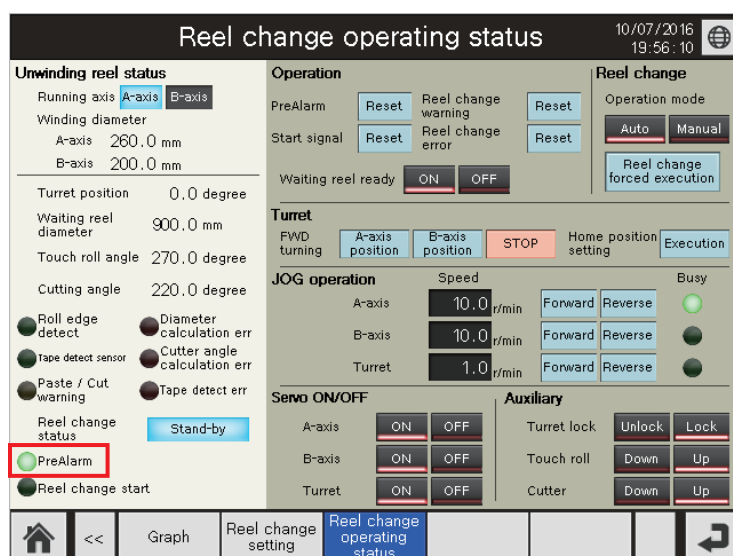 Reel change operating status
10/07/2016
19:56:10
Unwinding reel status
Running axis A-axis B-axis
Winding diameter
A-axis 260.0 mm
B-axis 200.0 mm
Turret position 0.0 degree
Waiting reel
diameter 900.0 mm
Touch roll angle 270.0 degree
Cutting angle 220.0 degree
Roll edge
detect
Diameter
calculation err
Tape detect sensor
Cutter angle
calculation err
Paste / Cut
warning
Tape detect err
Reel change
status
Stand-by
PreAlarm
Reel change start
Operation
PreAlarm Reset
Reel change
warning
Reset
Start signal Reset
Reel change
error
Reset
Waiting reel ready ON OFF
Reel change
Operation mode
Auto Manual
Reel change
forced execution
Turret
FWD
turning
A-axis
position
B-axis
position
STOP
Home position
setting
Execution
JOG operation Speed Busy
A-axis 10.0 r/min Forward Reverse
B-axis 10.0 r/min Forward Reverse
Turret 1.0 r/min Forward Reverse
Servo ON/OFF
A-axis ON OFF
B-axis ON OFF
Turret ON OFF
Auxiliary
Turret lock Unlock Lock
Touch roll Down Up
Cutter Down Up
<<
Graph
Reel change
setting
Reel change
operating
status